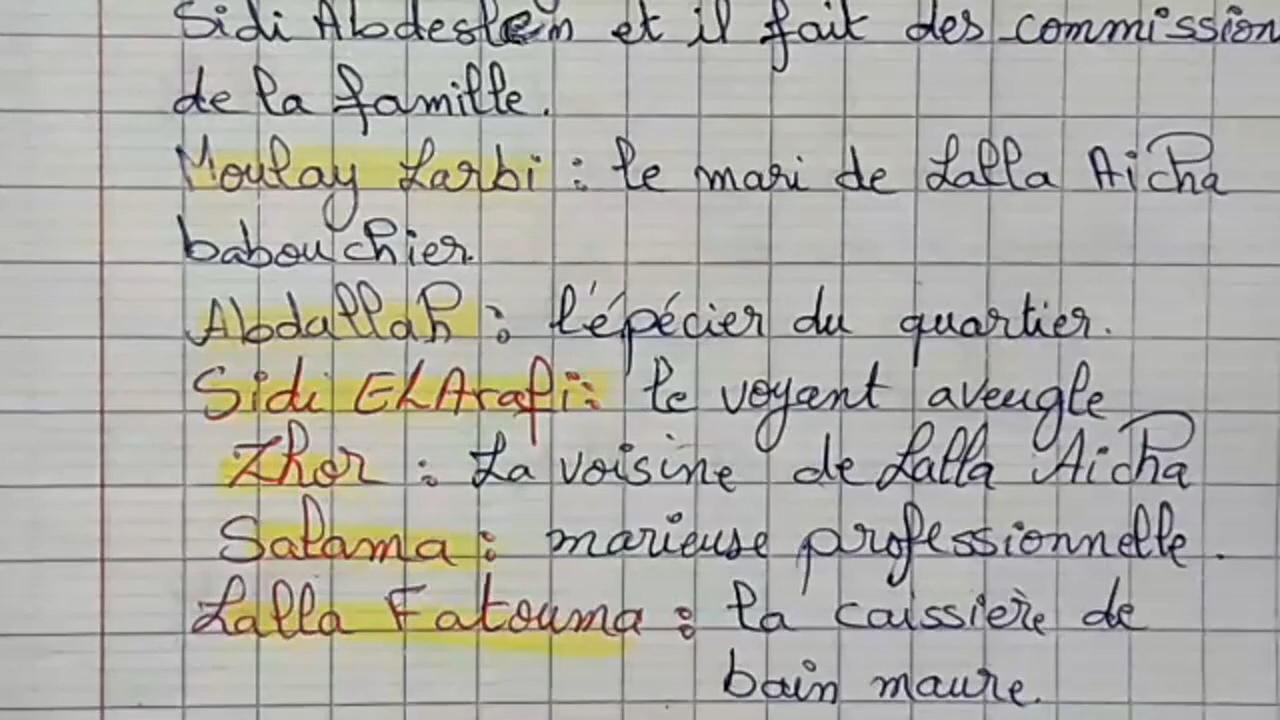 Sidi Abdeslem et il fait des commission
de la famille.
Moulay Larbi : le mari de Lalla Aicha
babouchier.
Abdallah : l'épécier du quartier.
Sidi ElArafi : le voyant aveugle
Zhor : La voisine de Lalla Aicha
Salama : marieuse professionnelle.
Lalla Fatouma : la caissière de
bain maure.